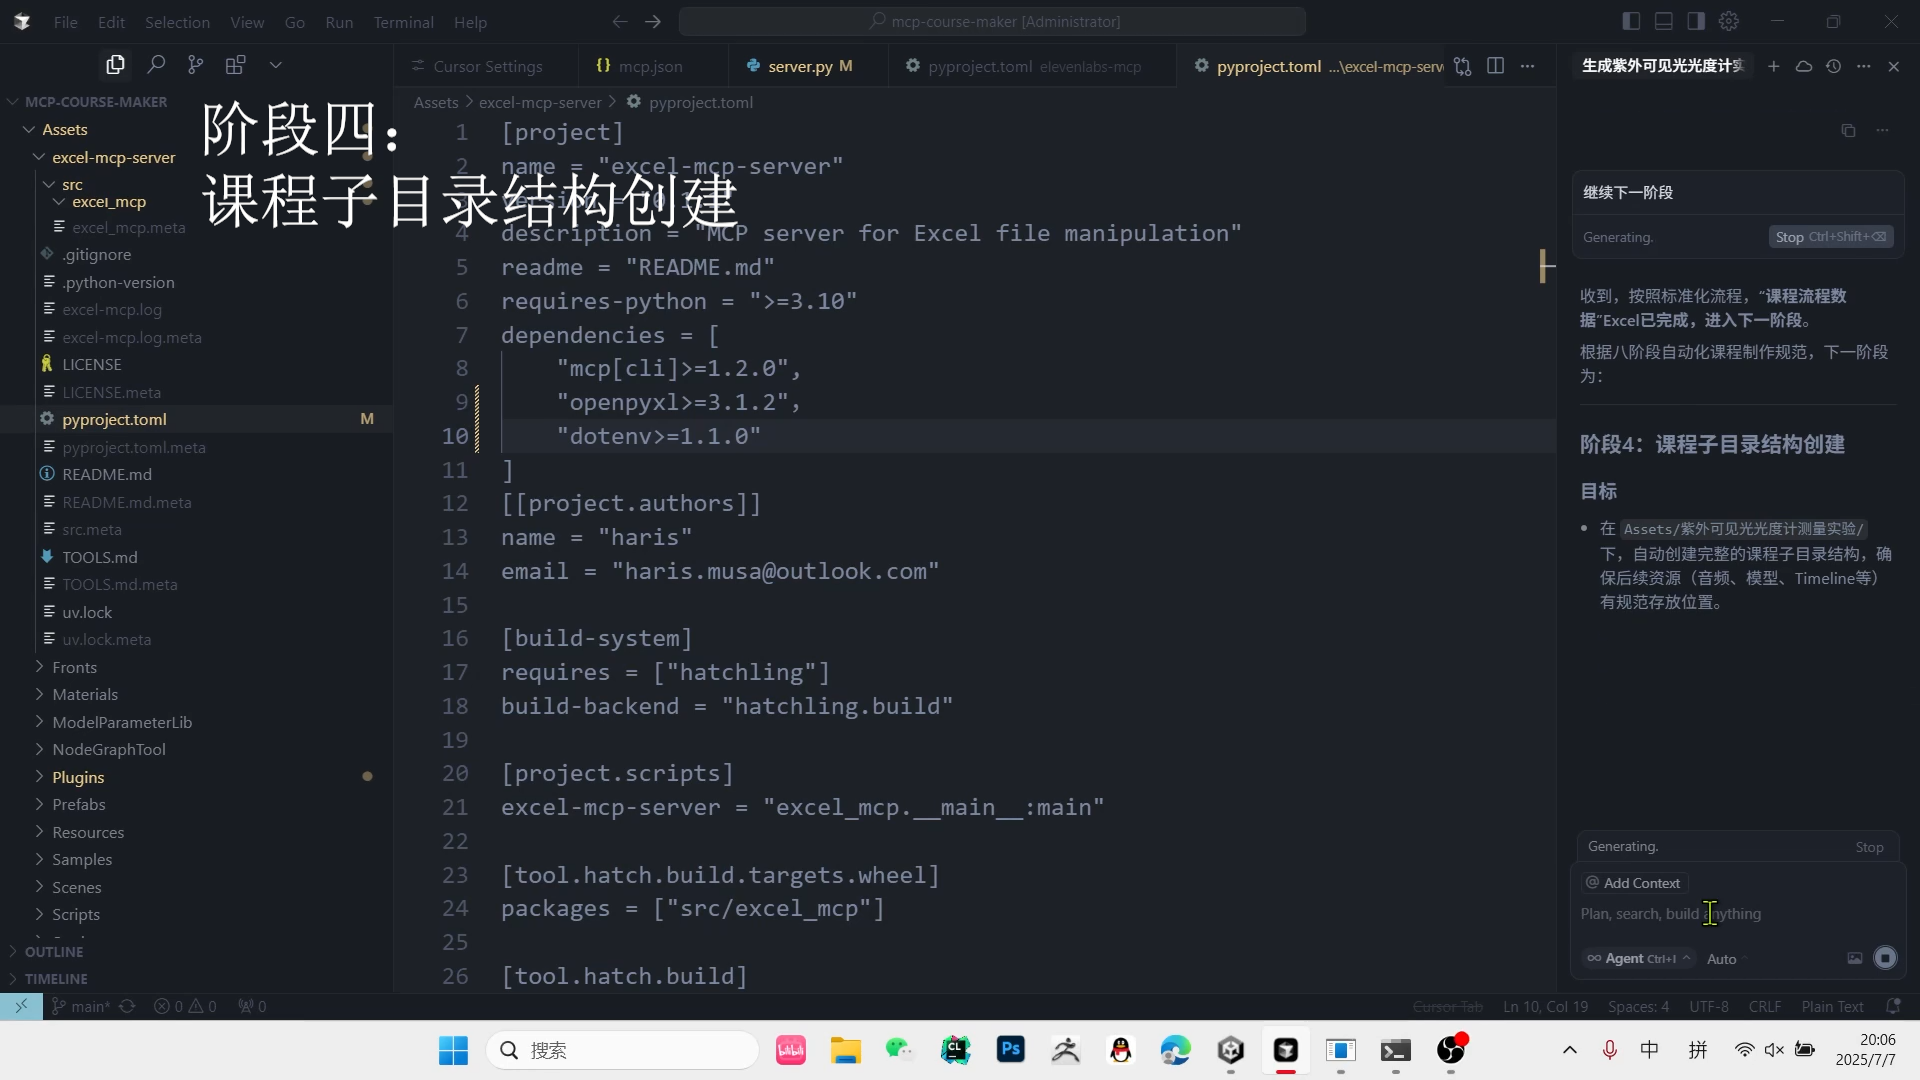 File Edit Selection View Go Run Terminal Help
mcp-course-maker [Administrator]
Cursor Settings
mcp.json
server.py M
pyproject.toml elevenlabs-mcp
pyproject.toml ...\excel-mcp-serv
生成紫外可见光光度计实
MCP-COURSE-MAKER
Assets
excel-mcp-server
src
excel_mcp
excel_mcp.meta
.gitignore
.python-version
excel-mcp.log
excel-mcp.log.meta
LICENSE
LICENSE.meta
pyproject.toml M
pyproject.toml.meta
README.md
README.md.meta
src.meta
TOOLS.md
TOOLS.md.meta
uv.lock
uv.lock.meta
Fronts
Materials
ModelParameterLib
NodeGraphTool
Plugins
Prefabs
Resources
Samples
Scenes
Scripts
OUTLINE
TIMELINE
阶段四：
课程子目录结构创建
Assets > excel-mcp-server > pyproject.toml
1 [project]
2 name = "excel-mcp-server"
4 description = "MCP server for Excel file manipulation"
5 readme = "README.md"
6 requires-python = ">=3.10"
7 dependencies = [
8 "mcp[cli]>=1.2.0",
9 "openpyxl>=3.1.2",
10 "dotenv>=1.1.0"
11 ]
12 [[project.authors]]
13 name = "haris"
14 email = "haris.musa@outlook.com"
15
16 [build-system]
17 requires = ["hatchling"]
18 build-backend = "hatchling.build"
19
20 [project.scripts]
21 excel-mcp-server = "excel_mcp.__main__:main"
22
23 [tool.hatch.build.targets.wheel]
24 packages = ["src/excel_mcp"]
25
26 [tool.hatch.build]
继续下一阶段
Generating.
Stop Ctrl+Shift+⌫
收到，按照标准化流程，“课程流程数
据”Excel已完成，进入下一阶段。
根据八阶段自动化课程制作规范，下一阶段
为：
阶段4：课程子目录结构创建
目标
在 Assets/紫外可见光光度计测量实验/
下，自动创建完整的课程子目录结构，确
保后续资源（音频、模型、Timeline等）
有规范存放位置。
Generating. Stop
@ Add Context
Plan, search, build anything
Agent Ctrl+I Auto
main* 0 0 0
Cursor Tab Ln 10, Col 19 Spaces: 4 UTF-8 CRLF Plain Text
搜索
bilibili
CL
Ps
中
拼
20:06
2025/7/7